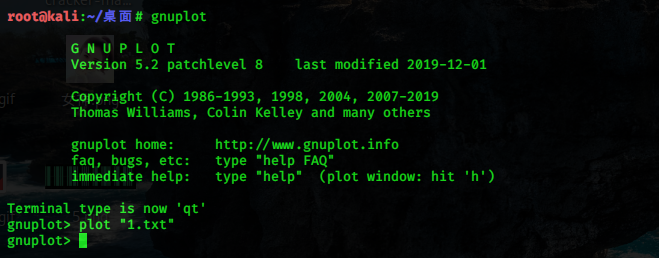 root@kali:~/桌面# gnuplot
G N U P L O T
Version 5.2 patchlevel 8    last modified 2019-12-01
Copyright (C) 1986-1993, 1998, 2004, 2007-2019
Thomas Williams, Colin Kelley and many others
gnuplot home:     http://www.gnuplot.info
faq, bugs, etc:   type "help FAQ"
immediate help:   type "help"  (plot window: hit 'h')
Terminal type is now 'qt'
gnuplot> plot "1.txt"
gnuplot>